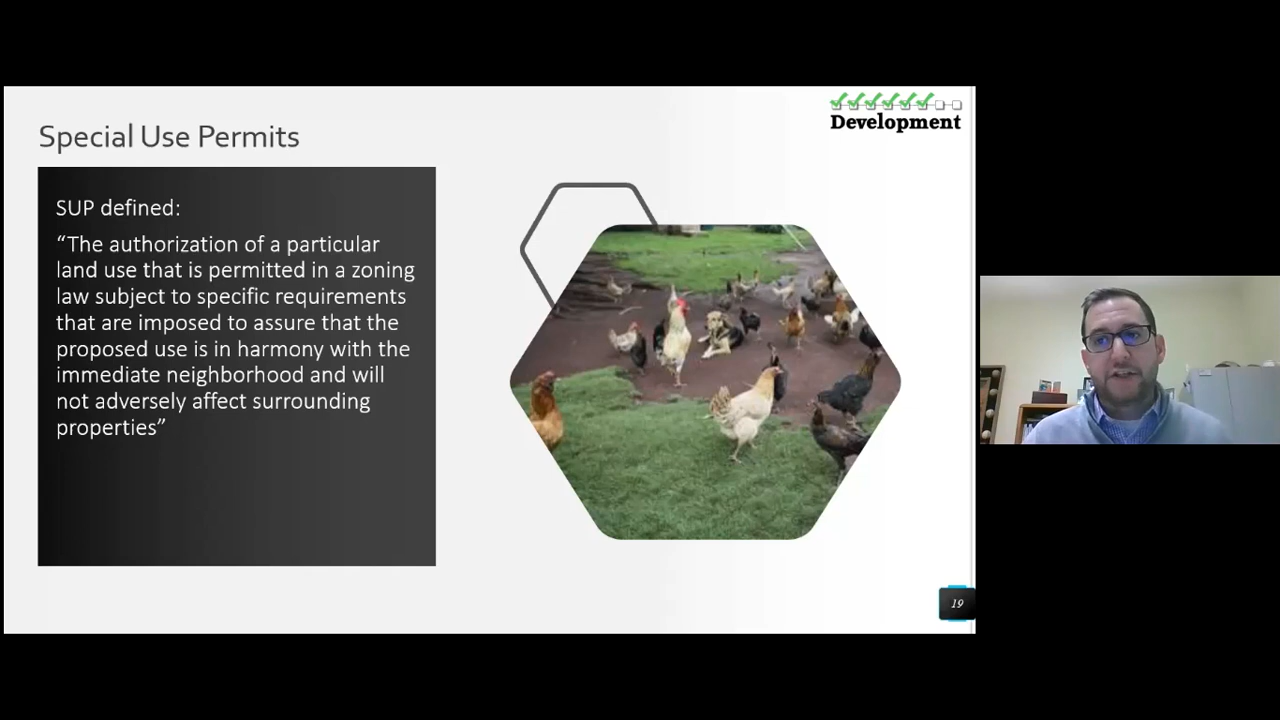 Development
Special Use Permits
SUP defined:
“The authorization of a particular
land use that is permitted in a zoning
law subject to specific requirements
that are imposed to assure that the
proposed use is in harmony with the
immediate neighborhood and will
not adversely affect surrounding
properties”
19